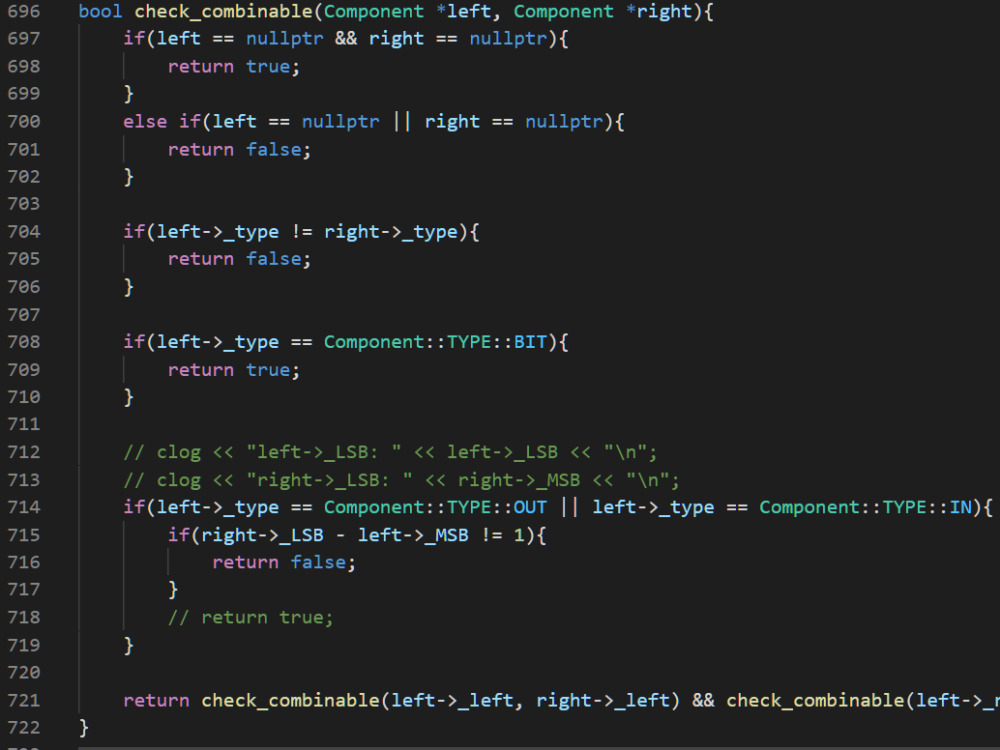 696 bool check_combinable(Component *left, Component *right){
697 if(left == nullptr && right == nullptr){
698 return true;
699 }
700 else if(left == nullptr || right == nullptr){
701 return false;
702 }
703
704 if(left->_type != right->_type){
705 return false;
706 }
707
708 if(left->_type == Component::TYPE::BIT){
709 return true;
710 }
711
712 // clog << "left->_LSB: " << left->_LSB << "\n";
713 // clog << "right->_LSB: " << right->_MSB << "\n";
714 if(left->_type == Component::TYPE::OUT || left->_type == Component::TYPE::IN){
715 if(right->_LSB - left->_MSB != 1){
716 return false;
717 }
718 // return true;
719 }
720
721 return check_combinable(left->_left, right->_left) && check_combinable(left->_r
722 }